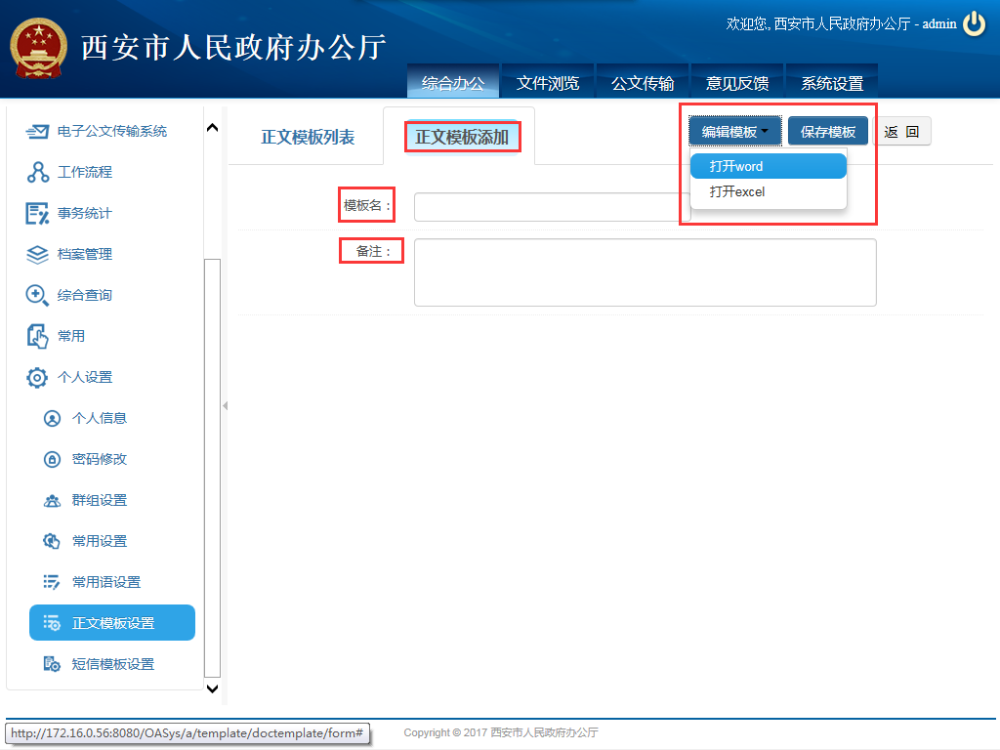 欢迎您, 西安市人民政府办公厅 - admin
西安市人民政府办公厅
综合办公 文件浏览 公文传输 意见反馈 系统设置
电子公文传输系统
工作流程
事务统计
档案管理
综合查询
常用
个人设置
个人信息
密码修改
群组设置
常用设置
常用语设置
正文模板设置
短信模板设置
正文模板列表 正文模板添加
编辑模板 保存模板 返 回
打开word
打开excel
模板名：
备注：
http://172.16.0.56:8080/OASys/a/template/doctemplate/form#
Copyright © 2017 西安市人民政府办公厅